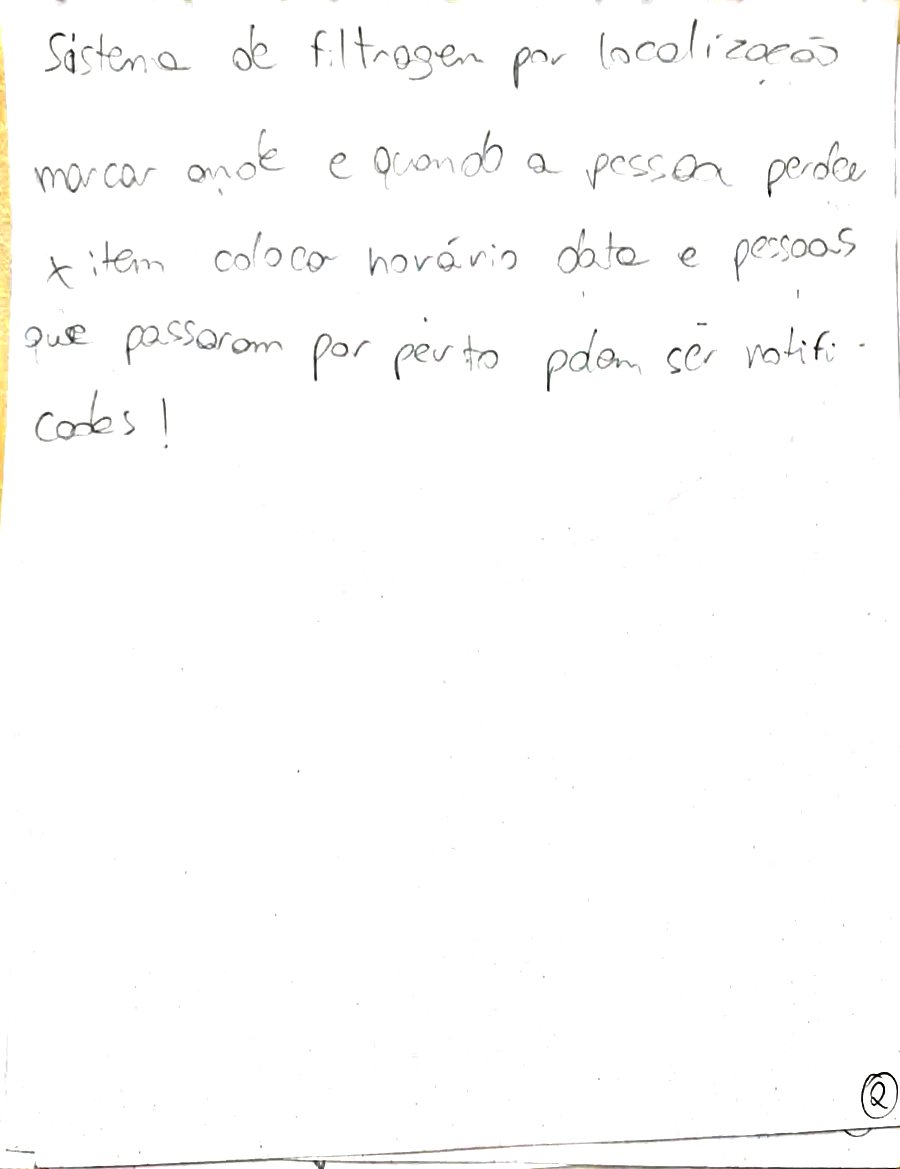 Sistema de filtragem por localização
marcar onde e quando a pessoa perdeu
x item coloca horário data e pessoas
que passaram por perto podem ser notifi-
cades!
2